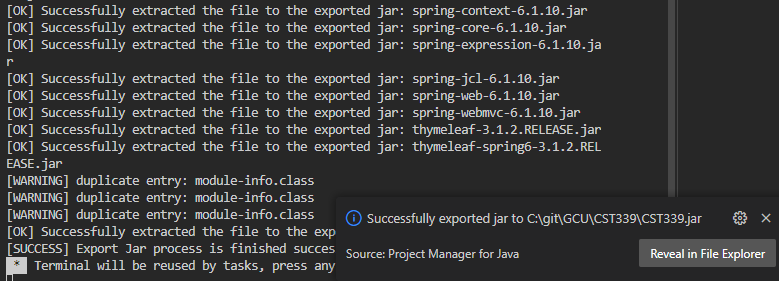 [OK] Successfully extracted the file to the exported jar: spring-context-6.1.10.jar
[OK] Successfully extracted the file to the exported jar: spring-core-6.1.10.jar
[OK] Successfully extracted the file to the exported jar: spring-expression-6.1.10.ja
r
[OK] Successfully extracted the file to the exported jar: spring-jcl-6.1.10.jar
[OK] Successfully extracted the file to the exported jar: spring-web-6.1.10.jar
[OK] Successfully extracted the file to the exported jar: spring-webmvc-6.1.10.jar
[OK] Successfully extracted the file to the exported jar: thymeleaf-3.1.2.RELEASE.jar
[OK] Successfully extracted the file to the exported jar: thymeleaf-spring6-3.1.2.REL
EASE.jar
[WARNING] duplicate entry: module-info.class
[WARNING] duplicate entry: module-info.class
[WARNING] duplicate entry: module-info.class
[OK] Successfully extracted the file to the exp
[SUCCESS] Export Jar process is finished succes
* Terminal will be reused by tasks, press any
Successfully exported jar to C:\git\GCU\CST339\CST339.jar
Source: Project Manager for Java
Reveal in File Explorer